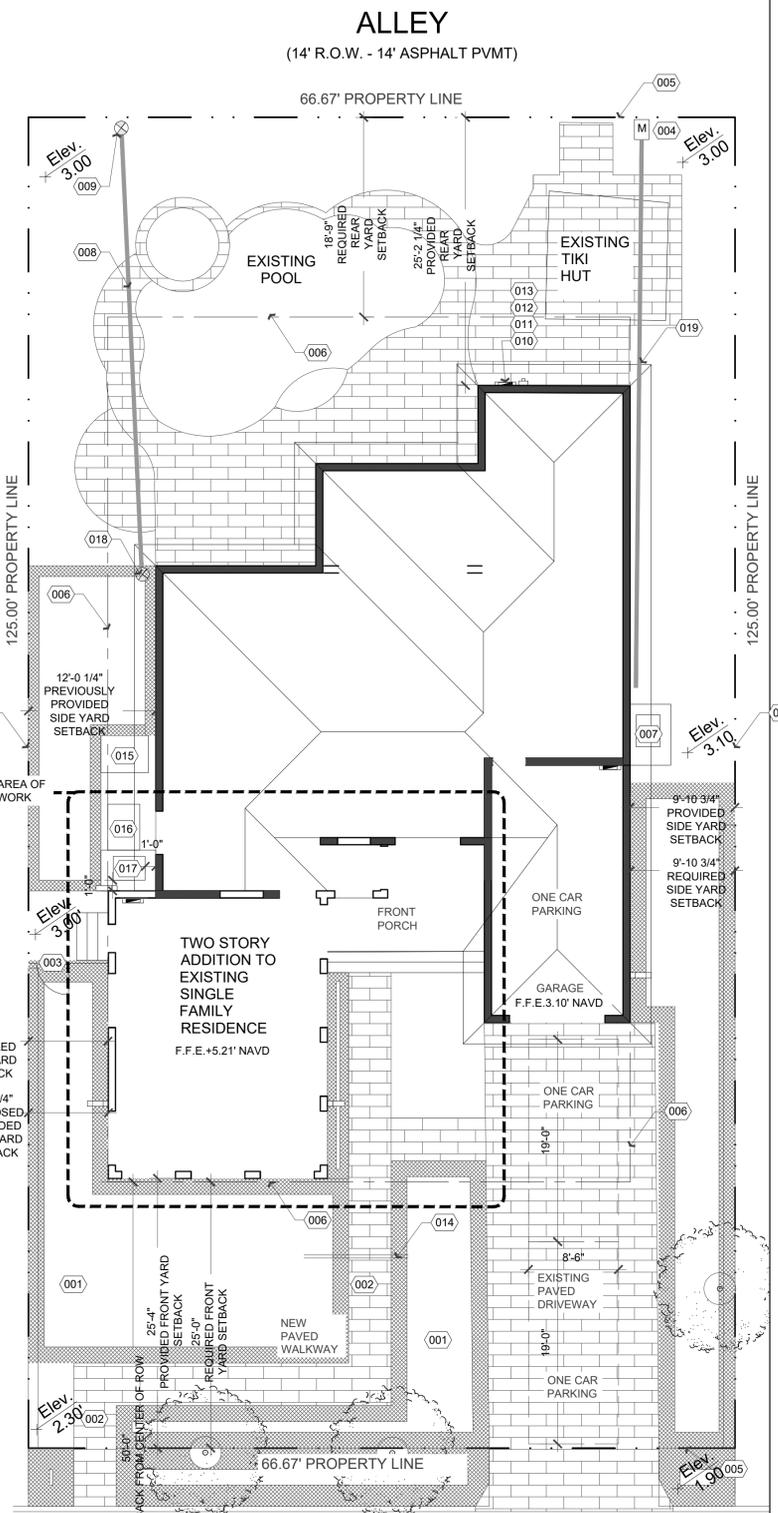 ALLEY
(14' R.O.W. - 14' ASPHALT PVMT)
66.67' PROPERTY LINE
005
M
004
Elev.
3.00
009
Elev.
3.00
008
EXISTING
POOL
18'-9"
REQUIRED
REAR
YARD
SETBACK
25'-2 1/4"
PROVIDED
REAR
YARD
SETBACK
EXISTING
TIKI
HUT
013
012
011
010
019
006
125.00' PROPERTY LINE
125.00' PROPERTY LINE
018
006
12'-0 1/4"
PREVIOUSLY
PROVIDED
SIDE YARD
SETBACK
007
Elev.
3.10
015
AREA OF
WORK
016
1'-0"
017
1'-0"
9'-10 3/4"
PROVIDED
SIDE YARD
SETBACK
9'-10 3/4"
REQUIRED
SIDE YARD
SETBACK
ONE CAR
PARKING
FRONT
PORCH
Elev.
3.00'
003
TWO STORY
ADDITION TO
EXISTING
SINGLE
FAMILY
RESIDENCE
F.F.E.+5.21' NAVD
GARAGE
F.F.E.3.10' NAVD
ONE CAR
PARKING
006
19'-0"
006
014
8'-6"
EXISTING
PAVED
DRIVEWAY
001
002
25'-4"
PROVIDED FRONT YARD
SETBACK
25'-0"
REQUIRED FRONT
YARD SETBACK
NEW
PAVED
WALKWAY
001
19'-0"
ONE CAR
PARKING
Elev.
2.30'
002
50'-0"
FROM CENTER OF ROW
66.67' PROPERTY LINE
Elev.
1.90
005